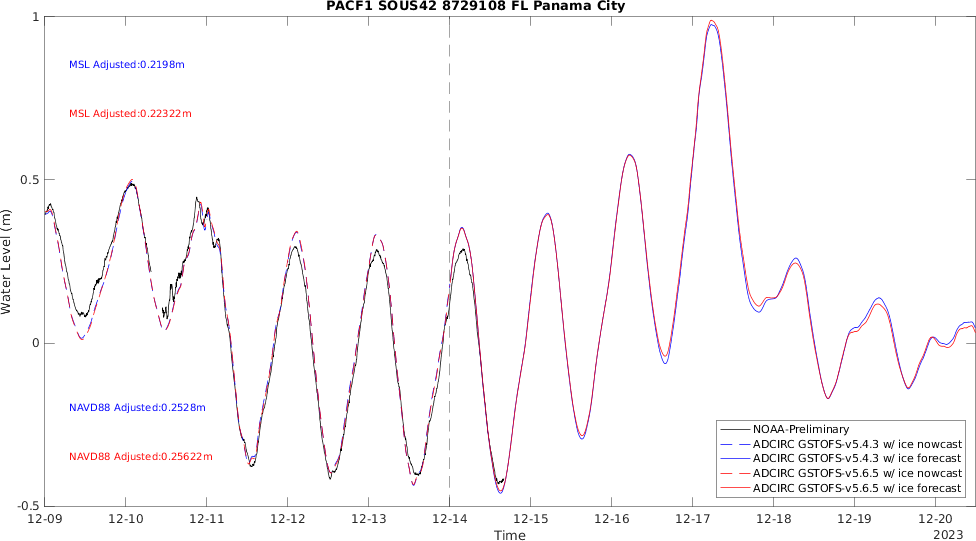 PACF1 SOUS42 8729108 FL Panama City
1
MSL Adjusted:0.2198m
MSL Adjusted:0.22322m
0.5
Water Level (m)
0
NAVD88 Adjusted:0.2528m
NAVD88 Adjusted:0.25622m
NOAA-Preliminary
ADCIRC GSTOFS-v5.4.3 w/ ice nowcast
ADCIRC GSTOFS-v5.4.3 w/ ice forecast
ADCIRC GSTOFS-v5.6.5 w/ ice nowcast
ADCIRC GSTOFS-v5.6.5 w/ ice forecast
-0.5
12-09 12-10 12-11 12-12 12-13 12-14 12-15 12-16 12-17 12-18 12-19 12-20
Time 2023